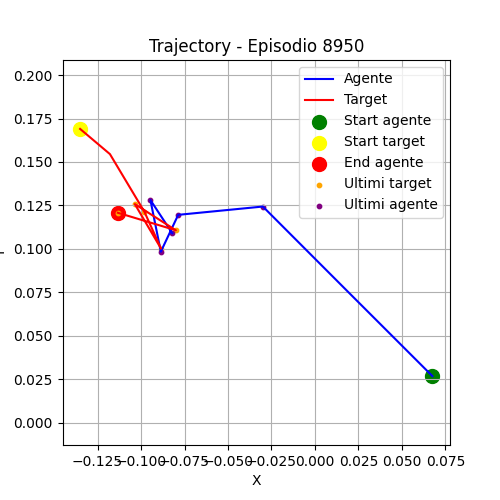 Trajectory - Episodio 8950
Agente
Target
Start agente
Start target
End agente
Ultimi target
Ultimi agente
0.200
0.175
0.150
0.125
0.100
0.075
0.050
0.025
0.000
−0.125 −0.100 −0.075 −0.050 −0.025 0.000 0.025 0.050 0.075
X